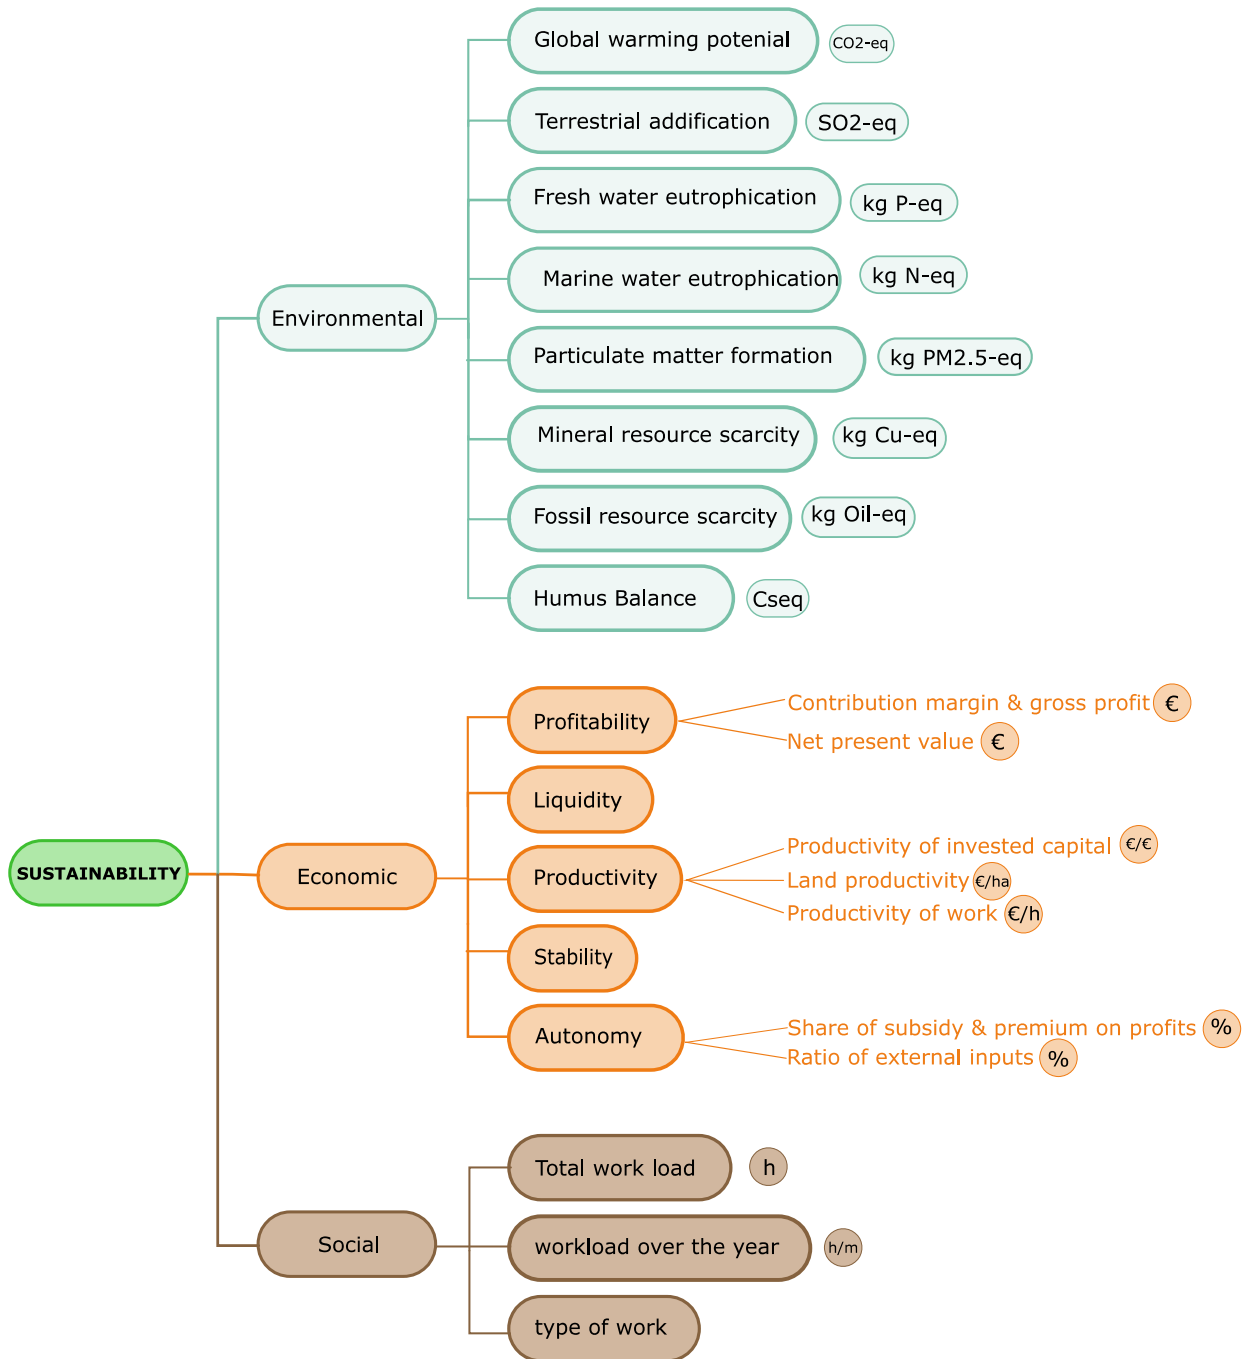 Global warming potenial
CO2-eq
Terrestrial addification
SO2-eq
Fresh water eutrophication
kg P-eq
Marine water eutrophication
kg N-eq
Environmental
Particulate matter formation
kg PM2.5-eq
Mineral resource scarcity
kg Cu-eq
Fossil resource scarcity
kg Oil-eq
Humus Balance
Cseq
Profitability
Contribution margin & gross profit
€
Net present value
€
Liquidity
SUSTAINABILITY
Economic
Productivity
Productivity of invested capital
€/€
Land productivity
€/ha
Productivity of work
€/h
Stability
Autonomy
Share of subsidy & premium on profits
%
Ratio of external inputs
%
Total work load
h
Social
workload over the year
h/m
type of work